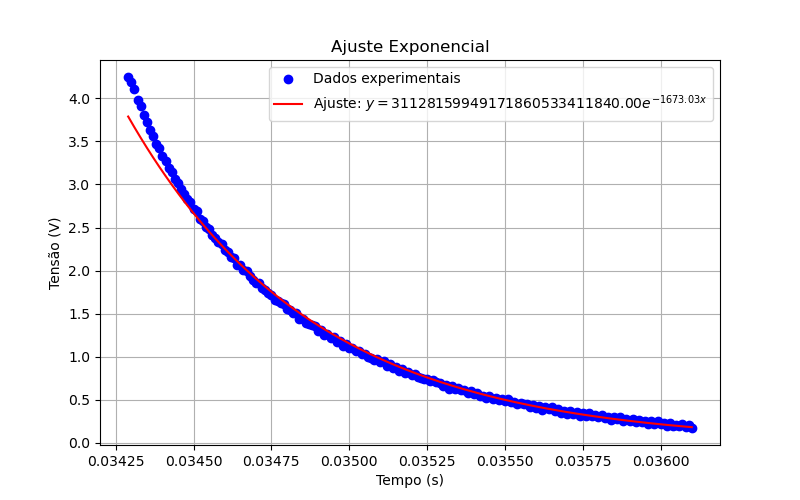 Ajuste Exponencial
Dados experimentais
Ajuste: y = 31128159949171860533411840.00e^{-1673.03x}
Tensão (V)
4.0
3.5
3.0
2.5
2.0
1.5
1.0
0.5
0.0
0.03425 0.03450 0.03475 0.03500 0.03525 0.03550 0.03575 0.03600
Tempo (s)